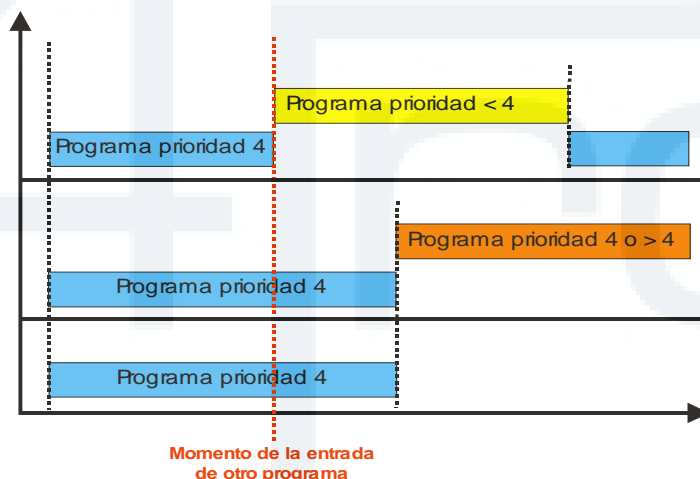 Programa prioridad < 4
Programa prioridad 4
Programa prioridad 4 o > 4
Programa prioridad 4
Programa prioridad 4
Momento de la entrada
de otro programa